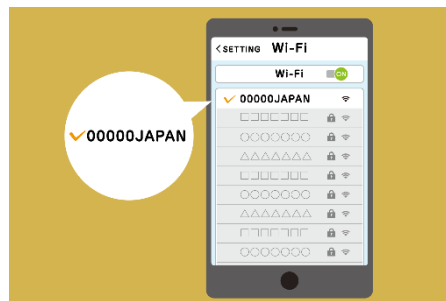 < SETTING Wi-Fi
Wi-Fi ON
✓ 00000JAPAN
✓00000JAPAN
□□□□□□□
○○○○○○○
△△△△△△△
□□□□□□□
○○○○○○○
△△△△△△△
□□□□□□□
○○○○○○○